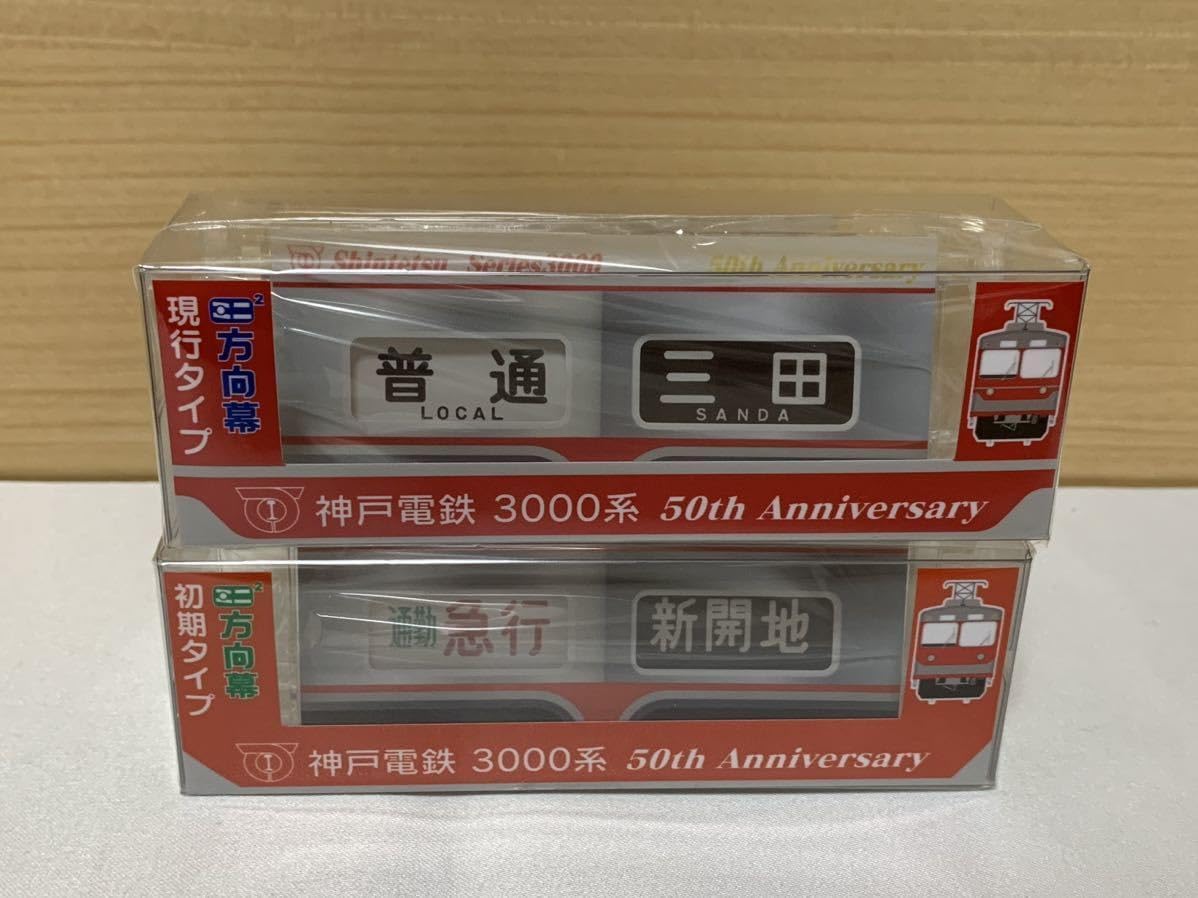 Shintetsu Series3000 50th Anniversary
現行タイプ
ミニ²方向幕
普通
LOCAL
三田
SANDA
神戸電鉄 3000系 50th Anniversary
初期タイプ
ミニ²方向幕
通勤急行
新開地
神戸電鉄 3000系 50th Anniversary